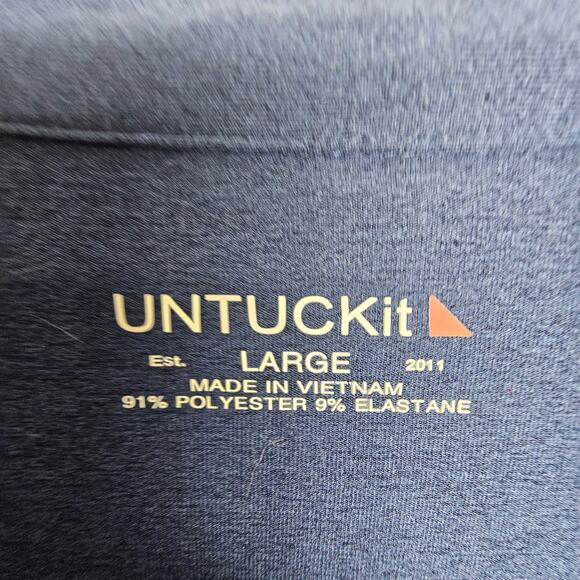 UNTUCKit
Est. LARGE 2011
MADE IN VIETNAM
91% POLYESTER 9% ELASTANE